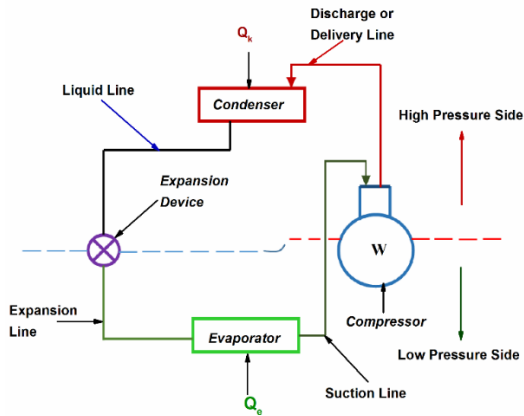 Discharge or
Delivery Line
Qk
Liquid Line
Condenser
High Pressure Side
Expansion
Device
W
Expansion
Line
Evaporator
Compressor
Low Pressure Side
Suction Line
Qe